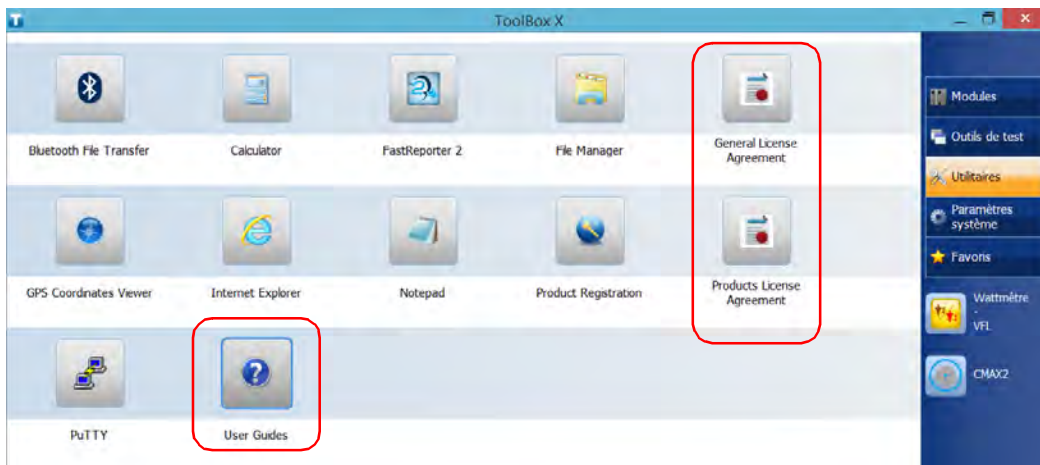 ToolBox X
Bluetooth File Transfer
Calculator
FastReporter 2
File Manager
General License
Agreement
GPS Coordinates Viewer
Internet Explorer
Notepad
Product Registration
Products License
Agreement
PuTTY
User Guides
Modules
Outils de test
Utilitaires
Paramètres
système
Favoris
Wattmètre
-
VFL
CMAX2